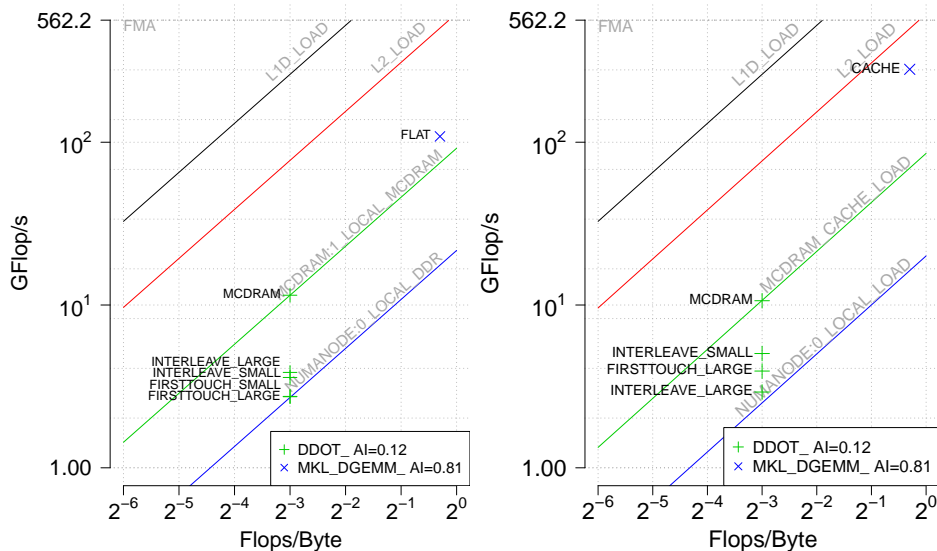 562.2
FMA
L1D_LOAD
L2_LOAD
FLAT
10^2
MCDRAM:1_LOCAL_MCDRAM
GFlop/s
MCDRAM
10^1
NUMANODE:0_LOCAL_DDR
INTERLEAVE_LARGE
INTERLEAVE_SMALL
FIRSTTOUCH_SMALL
FIRSTTOUCH_LARGE
DDOT_ AI=0.12
MKL_DGEMM_ AI=0.81
1.00
2^−6 2^−5 2^−4 2^−3 2^−2 2^−1 2^0
Flops/Byte
562.2
FMA
L1D_LOAD
L2_LOAD
CACHE
10^2
MCDRAM_CACHE_LOAD
GFlop/s
MCDRAM
10^1
NUMANODE:0_LOCAL_LOAD
INTERLEAVE_SMALL
FIRSTTOUCH_LARGE
INTERLEAVE_LARGE
DDOT_ AI=0.12
MKL_DGEMM_ AI=0.81
1.00
2^−6 2^−5 2^−4 2^−3 2^−2 2^−1 2^0
Flops/Byte